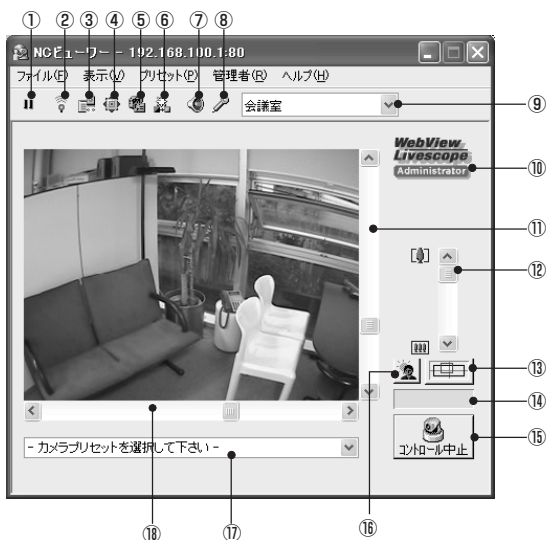 ① ② ③ ④ ⑤ ⑥ ⑦ ⑧
NCビューワー - 192.168.100.1:80
ファイル(F) 表示(V) プリセット(P) 管理者(R) ヘルプ(H)
会議室
⑨
WebView
Livescope
Administrator
⑩
⑪
⑫
⑬
⑭
コントロール中止
⑮
- カメラプリセットを選択して下さい -
⑱ ⑰ ⑯